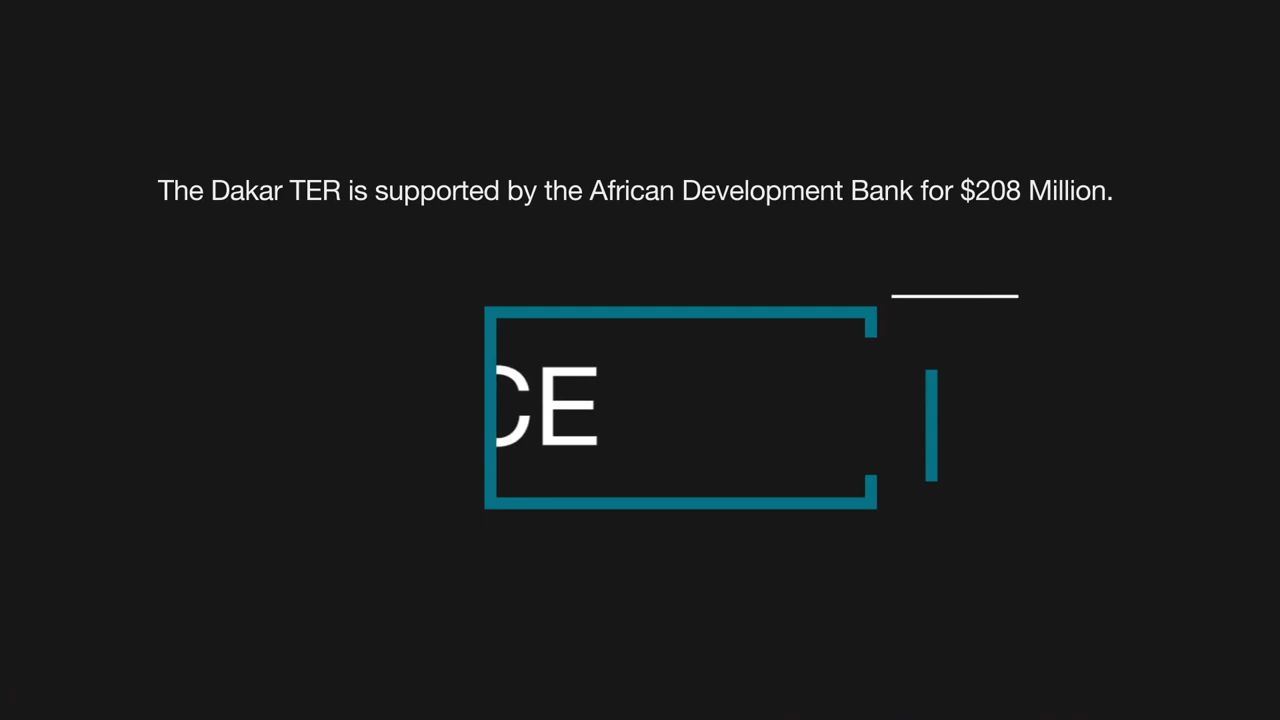 The Dakar TER is supported by the African Development Bank for $208 Million.
CE